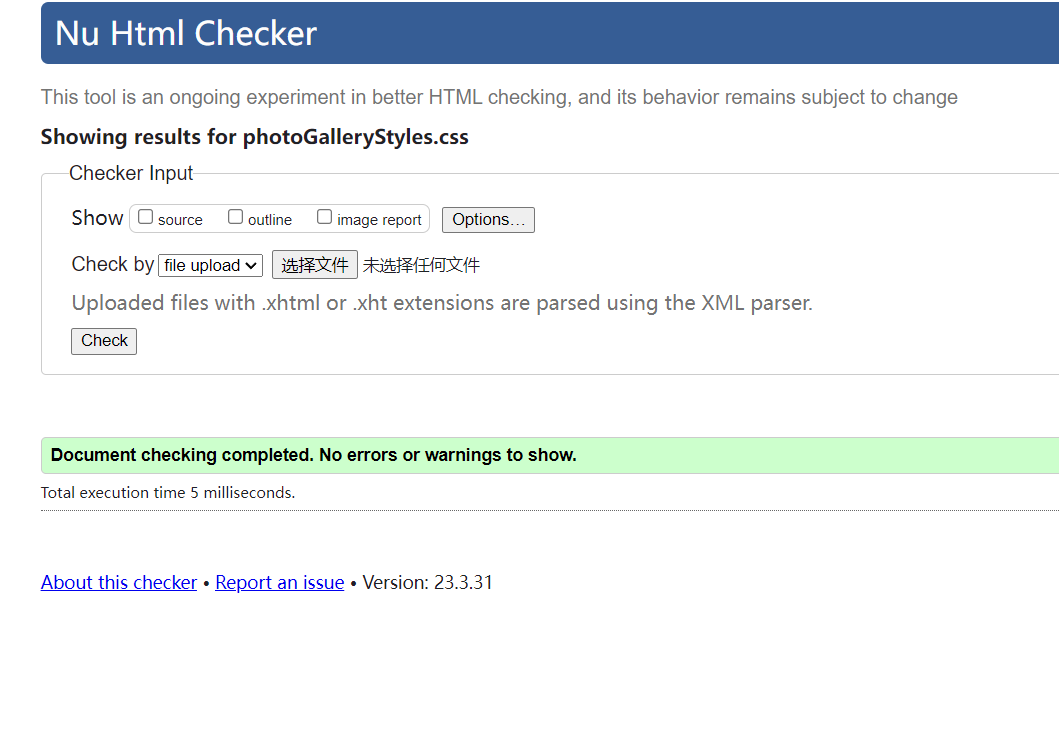 Nu Html Checker
This tool is an ongoing experiment in better HTML checking, and its behavior remains subject to change
Showing results for photoGalleryStyles.css
Checker Input
Show source outline image report Options...
Check by file upload 选择文件 未选择任何文件
Uploaded files with .xhtml or .xht extensions are parsed using the XML parser.
Check
Document checking completed. No errors or warnings to show.
Total execution time 5 milliseconds.
About this checker • Report an issue • Version: 23.3.31